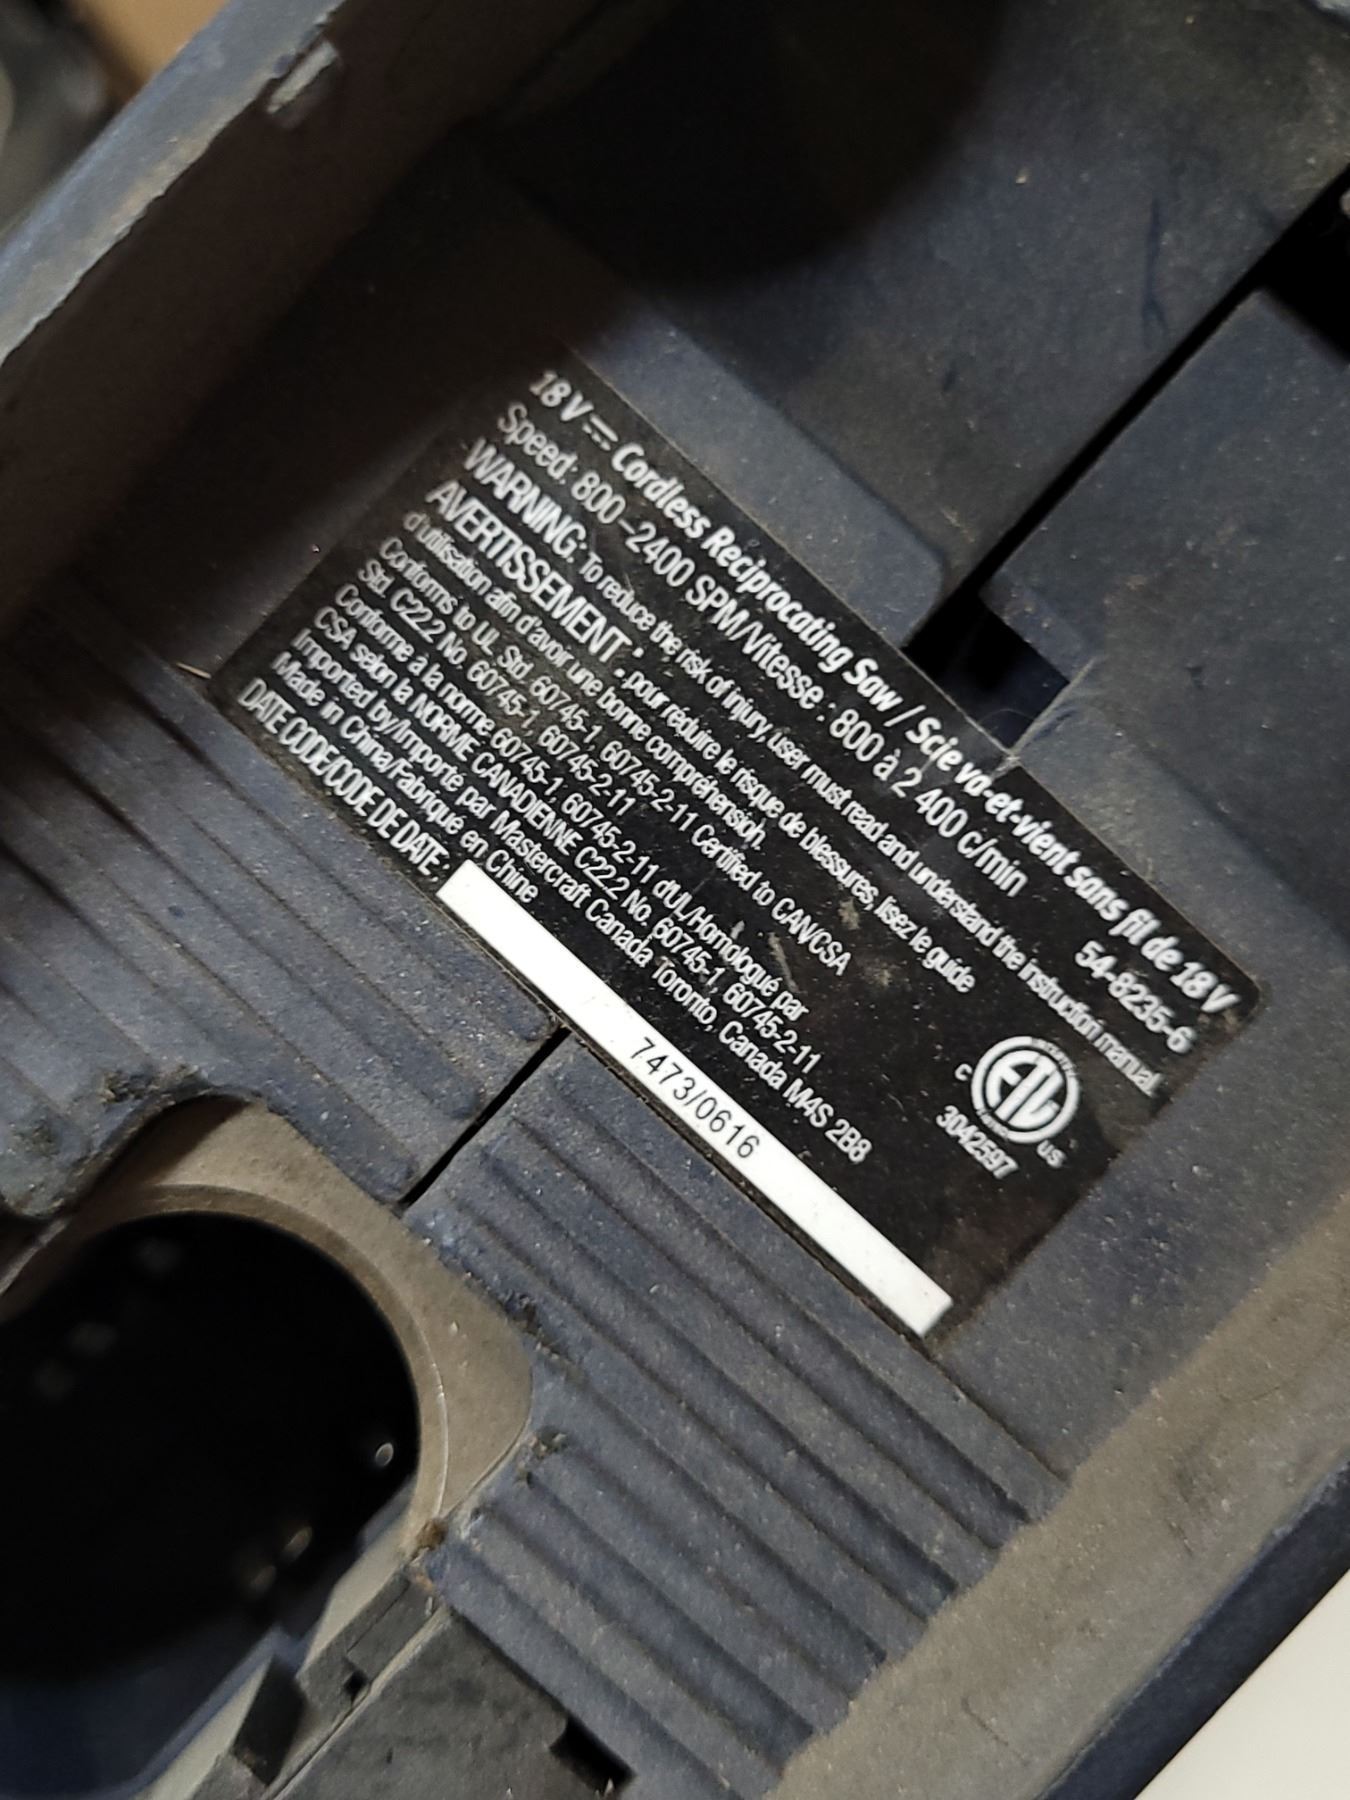 18 V ⎓ Cordless Reciprocating Saw / Scie va-et-vient sans fil de 18 V
Speed: 800–2400 SPM/Vitesse : 800 à 2 400 c/min
54-8235-6
WARNING: To reduce the risk of injury, user must read and understand the instruction manual.
AVERTISSEMENT : pour reduire le risque de blessures, lisez le guide
d'utilisation afin d'avoir une bonne compréhension.
Conforms to UL Std. 60745-1, 60745-2-11 Certified to CAN/CSA
Std. C22.2 No. 60745-1, 60745-2-11
Conforme à la norme 60745-1, 60745-2-11 d'UL/Homologué par
CSA selon la NORME CANADIENNE C22.2 No. 60745-1, 60745-2-11
Imported by/Importé par Mastercraft Canada Toronto, Canada M4S 2B8
Made in China/Fabriqué en Chine
C ETL US
3042597
DATE CODE/CODE DE DATE :
7473/0616